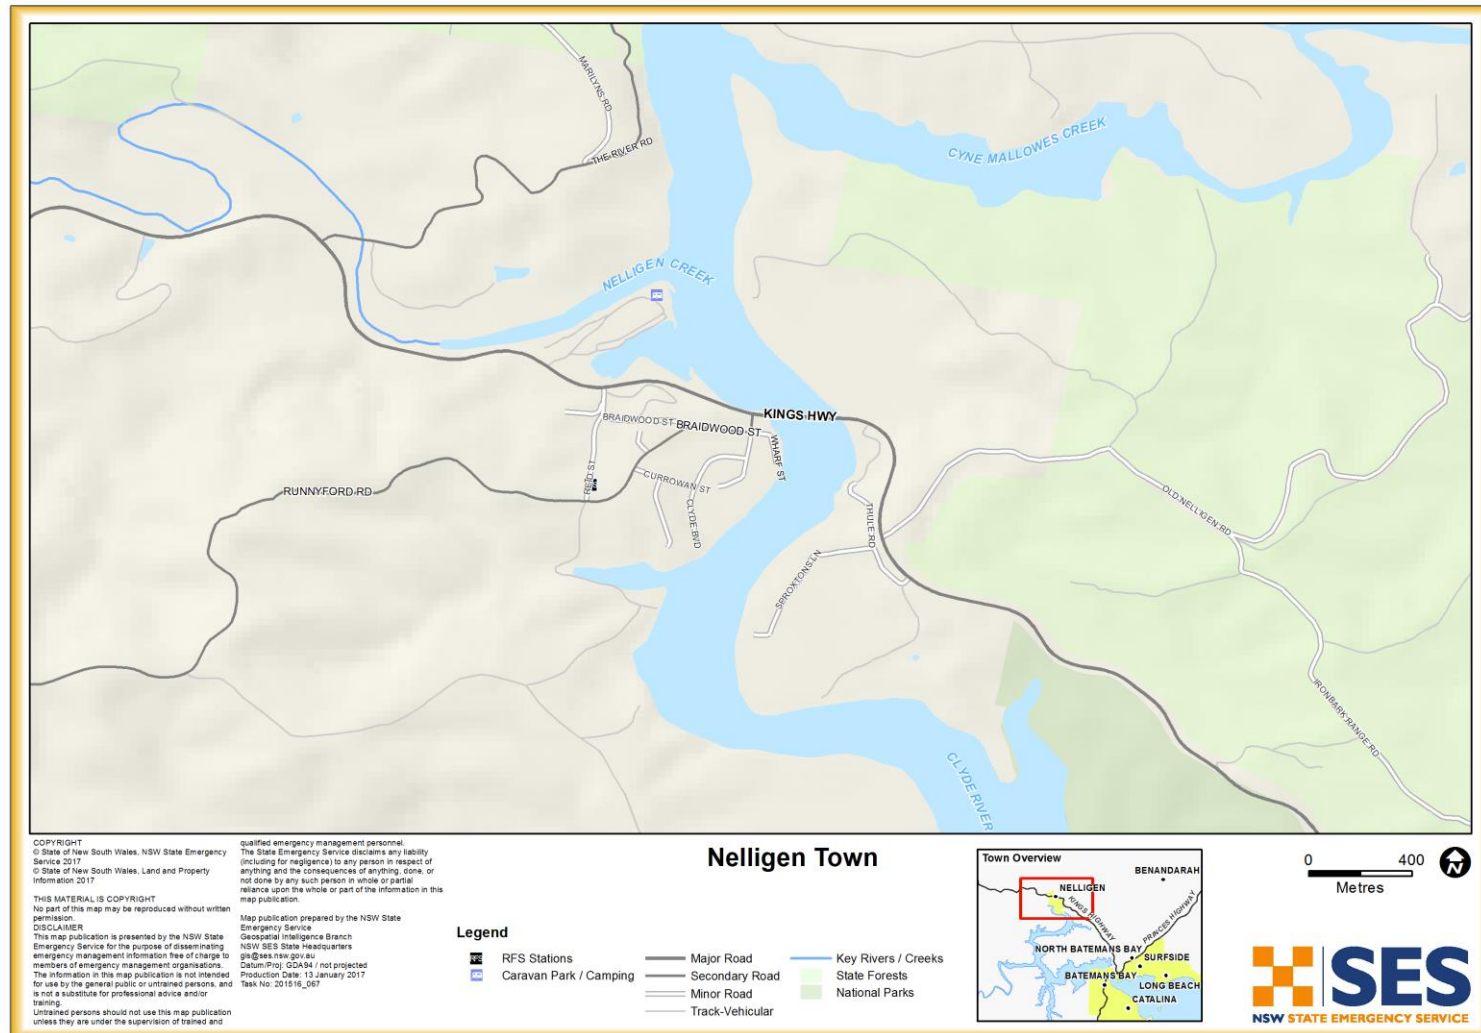 MARILYNS RD
THE RIVER RD
CYNE MALLOWES CREEK
NELLIGEN CREEK
KINGS HWY
BRAIDWOOD ST
BRAIDWOOD ST
WHARF ST
REID ST
CURROWAN ST
CLYDE BVD
RUNNYFORD RD
THULE RD
SPROXTONS LN
OLD NELLIGEN RD
IRONBARK RANGE RD
CLYDE RIVER
COPYRIGHT
© State of New South Wales, NSW State Emergency
Service 2017
© State of New South Wales, Land and Property
Information 2017
THIS MATERIAL IS COPYRIGHT
No part of this map may be reproduced without written
permission.
DISCLAIMER
This map publication is presented by the NSW State
Emergency Service for the purpose of disseminating
emergency management information free of charge to
members of emergency management organisations.
The information in this map publication is not intended
for use by the general public or untrained persons, and
is not a substitute for professional advice and/or
training.
Untrained persons should not use this map publication
unless they are under the supervision of trained and
qualified emergency management personnel.
The State Emergency Service disclaims any liability
(including for negligence) to any person in respect of
anything and the consequences of anything, done, or
not done by any such person in whole or partial
reliance upon the whole or part of the information in this
map publication.
Map publication prepared by the NSW State
Emergency Service
Geospatial Intelligence Branch
NSW SES State Headquarters
gis@ses.nsw.gov.au
Datum/Proj: GDA94 / not projected
Production Date: 13 January 2017
Task No: 201516_067
Nelligen Town
Legend
RFS Stations
Caravan Park / Camping
Major Road
Secondary Road
Minor Road
Track-Vehicular
Key Rivers / Creeks
State Forests
National Parks
Town Overview
BENANDARAH
NELLIGEN
KINGS HIGHWAY
PRINCES HIGHWAY
NORTH BATEMANS BAY
SURFSIDE
BATEMANS BAY
LONG BEACH
CATALINA
0 400
Metres
N
SES
NSW STATE EMERGENCY SERVICE